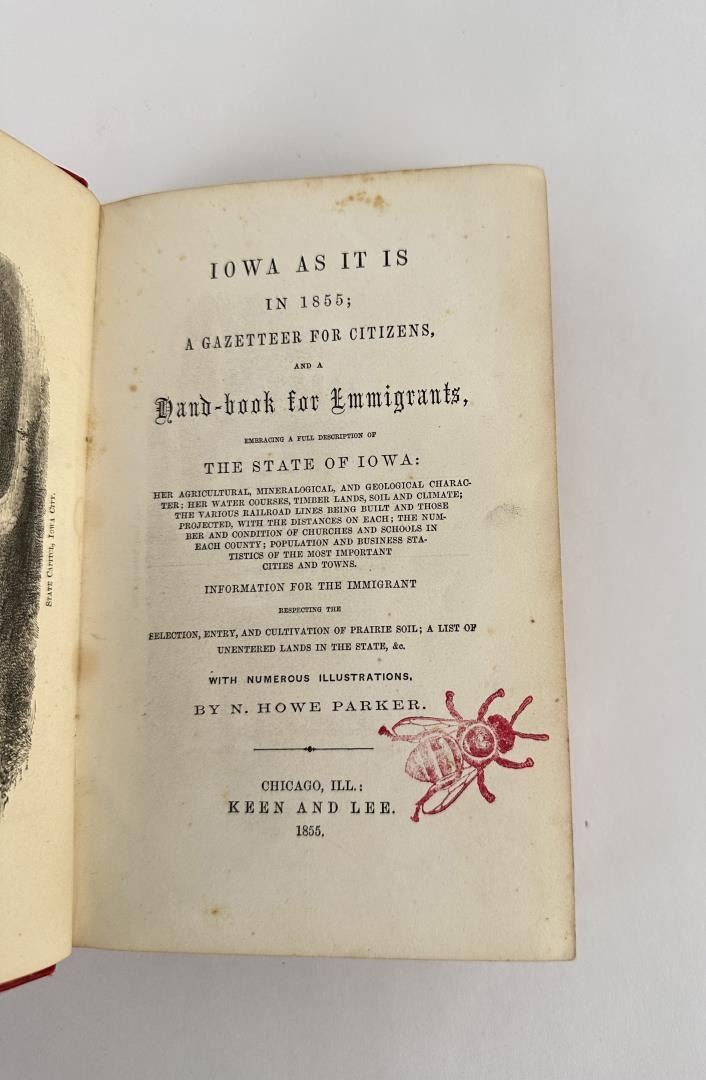 STATE CAPITOL, IOWA CITY.
IOWA AS IT IS
IN 1855;
A GAZETTEER FOR CITIZENS,
AND A
Hand-book for Immigrants,
EMBRACING A FULL DESCRIPTION OF
THE STATE OF IOWA:
HER AGRICULTURAL, MINERALOGICAL, AND GEOLOGICAL CHARAC-
TER; HER WATER COURSES, TIMBER LANDS, SOIL AND CLIMATE;
THE VARIOUS RAILROAD LINES BEING BUILT AND THOSE
PROJECTED, WITH THE DISTANCES ON EACH; THE NUM-
BER AND CONDITION OF CHURCHES AND SCHOOLS IN
EACH COUNTY; POPULATION AND BUSINESS STA-
TISTICS OF THE MOST IMPORTANT
CITIES AND TOWNS.
INFORMATION FOR THE IMMIGRANT
RESPECTING THE
SELECTION, ENTRY, AND CULTIVATION OF PRAIRIE SOIL; A LIST OF
UNENTERED LANDS IN THE STATE, &c.
WITH NUMEROUS ILLUSTRATIONS,
BY N. HOWE PARKER.
CHICAGO, ILL.:
KEEN AND LEE.
1855.